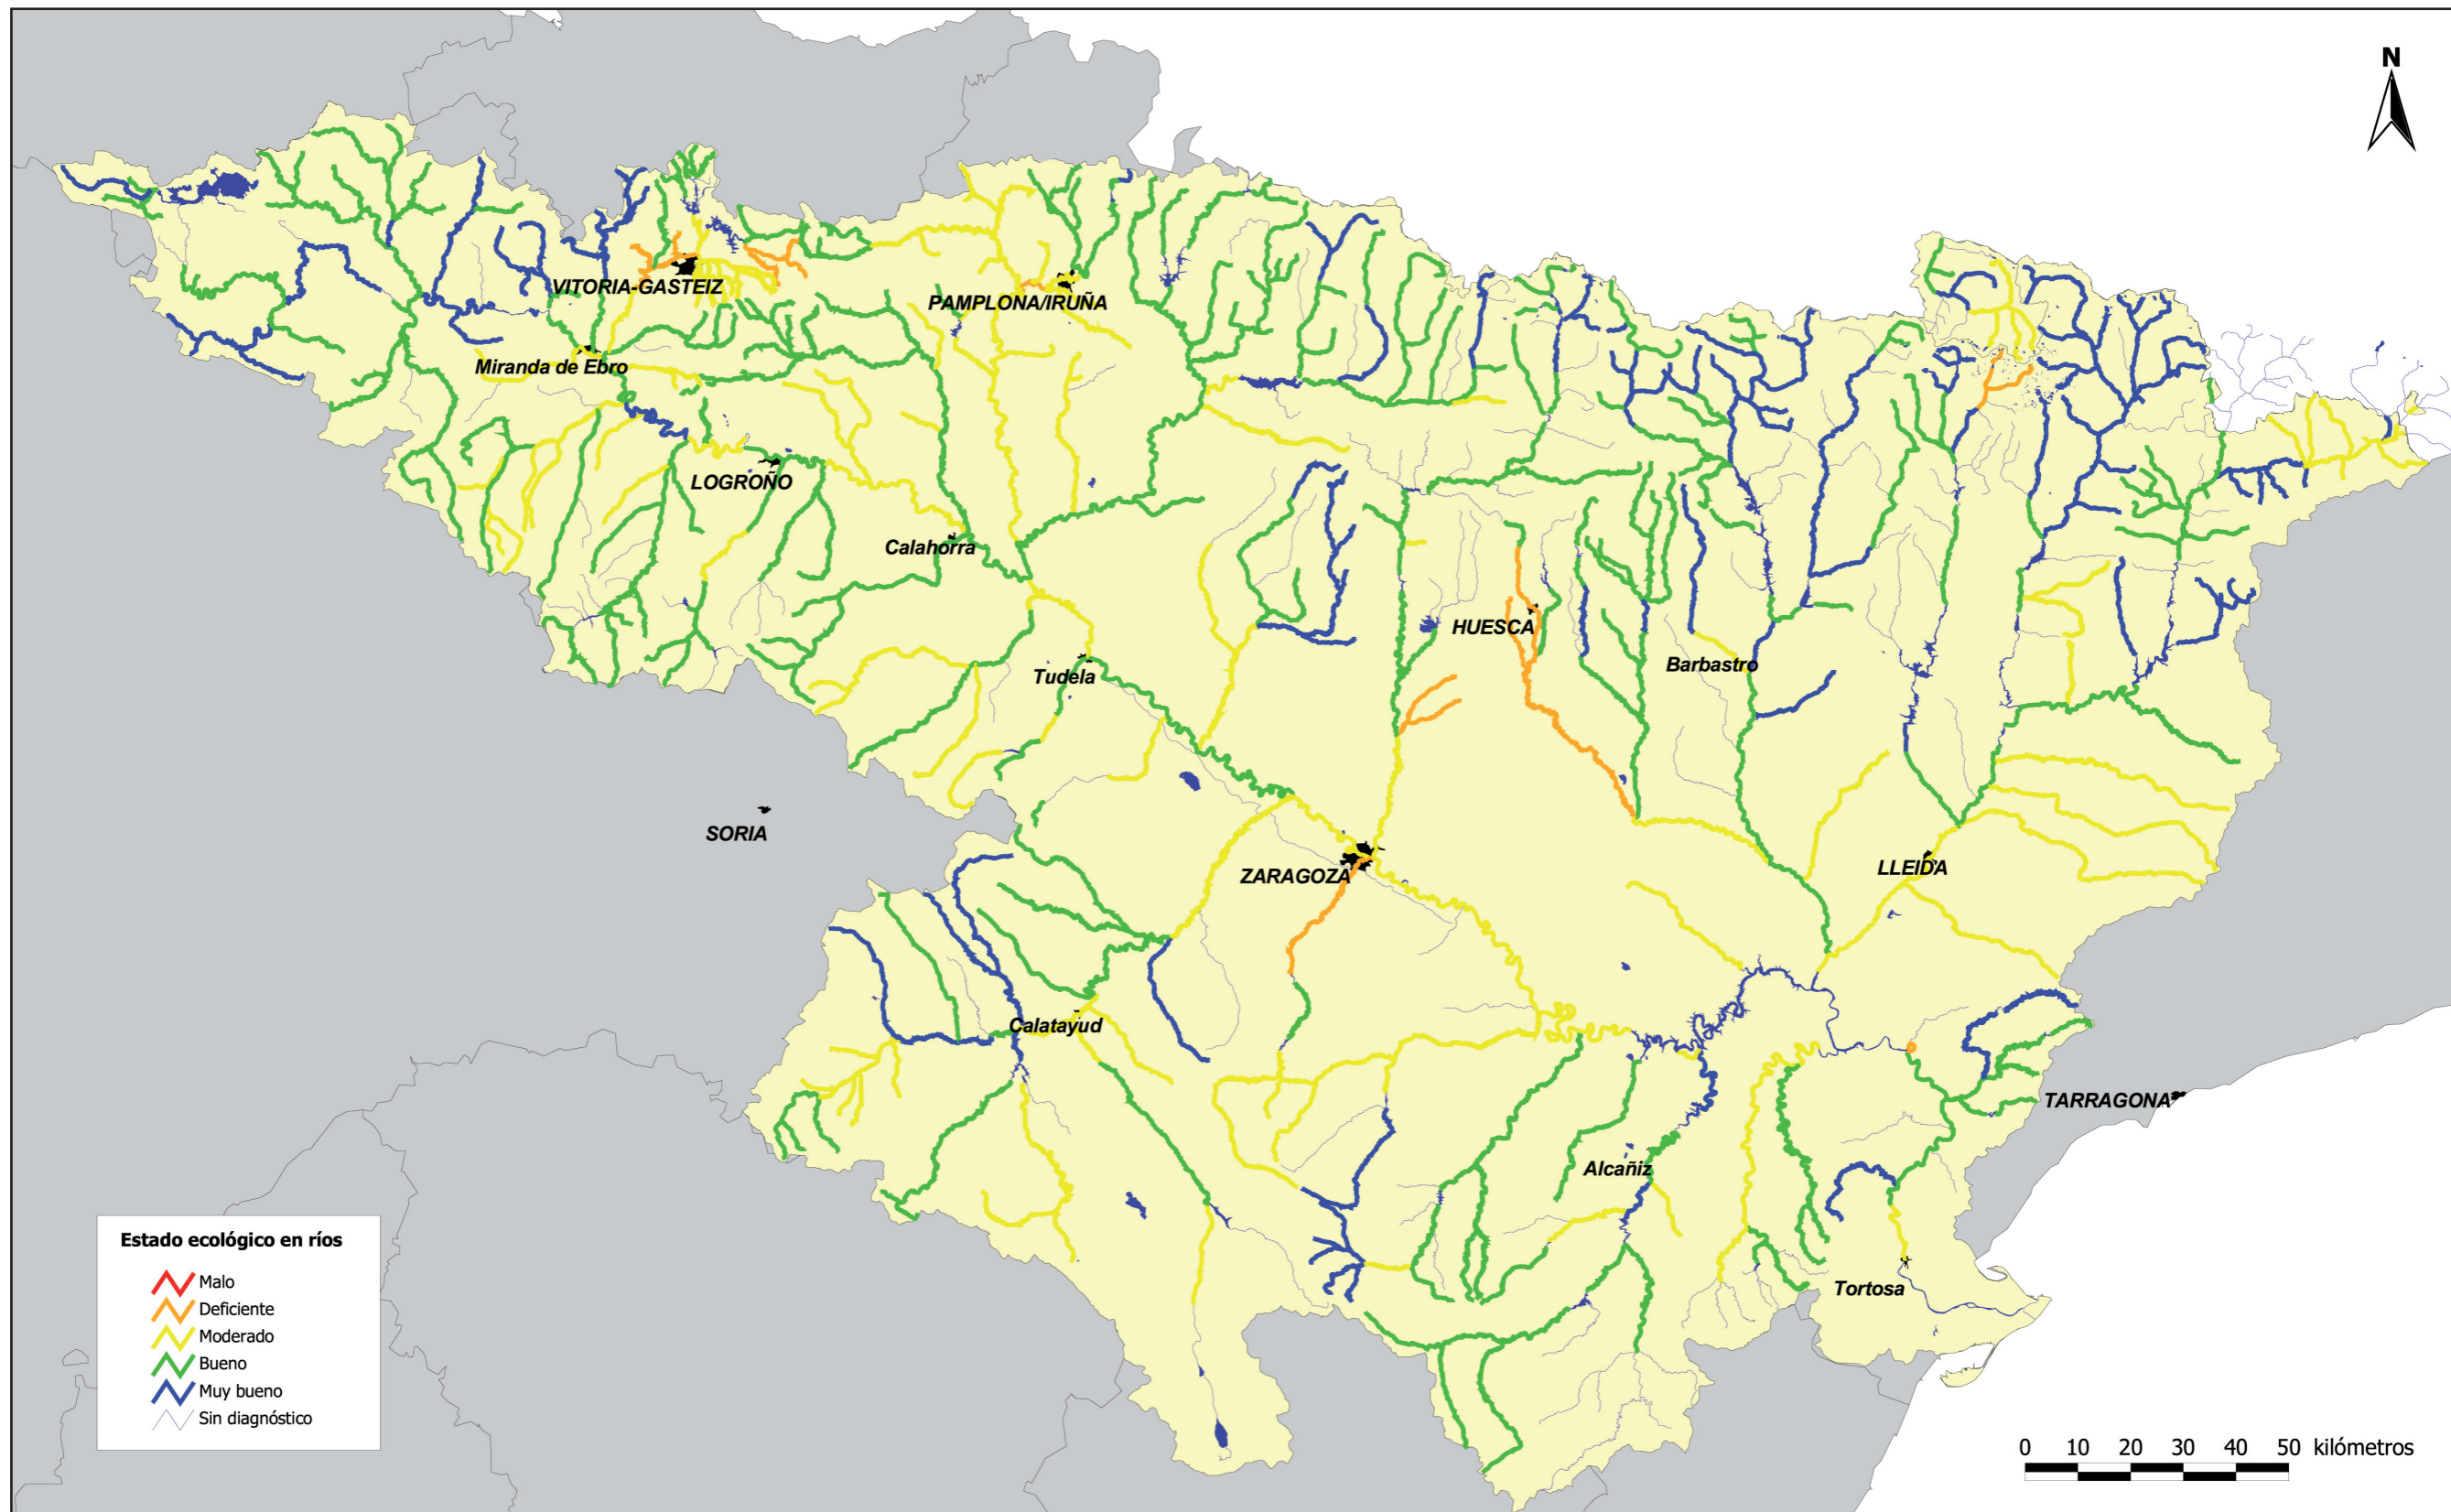 N
VITORIA-GASTEIZ
PAMPLONA/IRUÑA
Miranda de Ebro
LOGROÑO
Calahorra
HUESCA
Barbastro
Tudela
SORIA
ZARAGOZA
LLEIDA
Calatayud
TARRAGONA
Alcañiz
Tortosa
Estado ecológico en ríos
Malo
Deficiente
Moderado
Bueno
Muy bueno
Sin diagnóstico
0 10 20 30 40 50 kilómetros